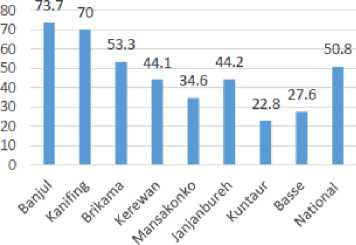 80
70
60
50
40
30
20
10
0
73.7
70
53.3
44.1
34.6
44.2
22.8
27.6
50.8
Banjul
Kanifing
Brikama
Kerewan
Mansakonko
Janjanbureh
Kuntaur
Basse
National